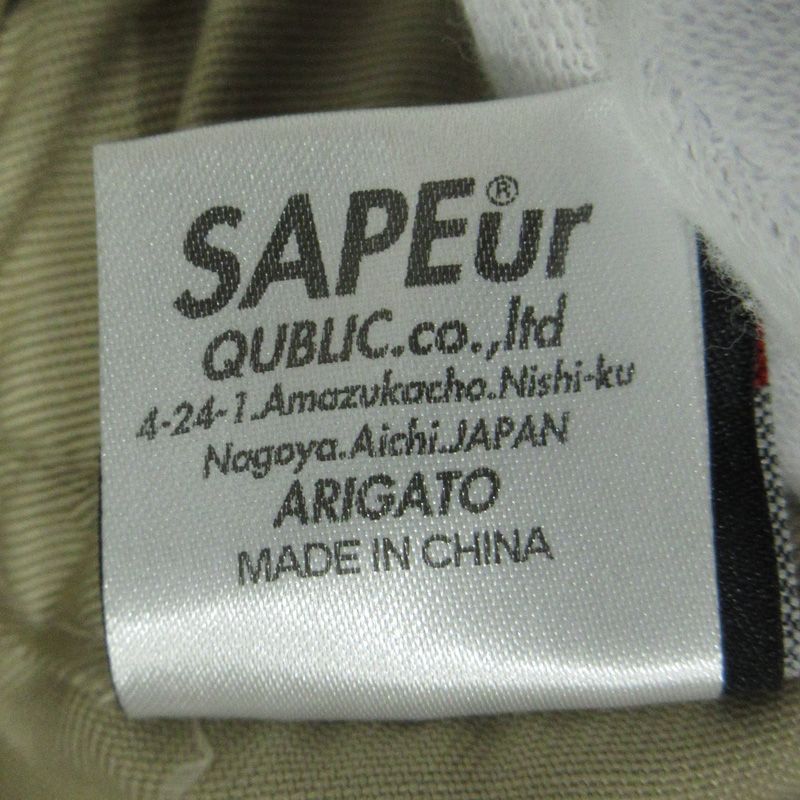 SAPEur®
QUBLIC.co.,ltd
4-24-1.Amazukacho.Nishi-ku
Nagoya.Aichi.JAPAN
ARIGATO
MADE IN CHINA